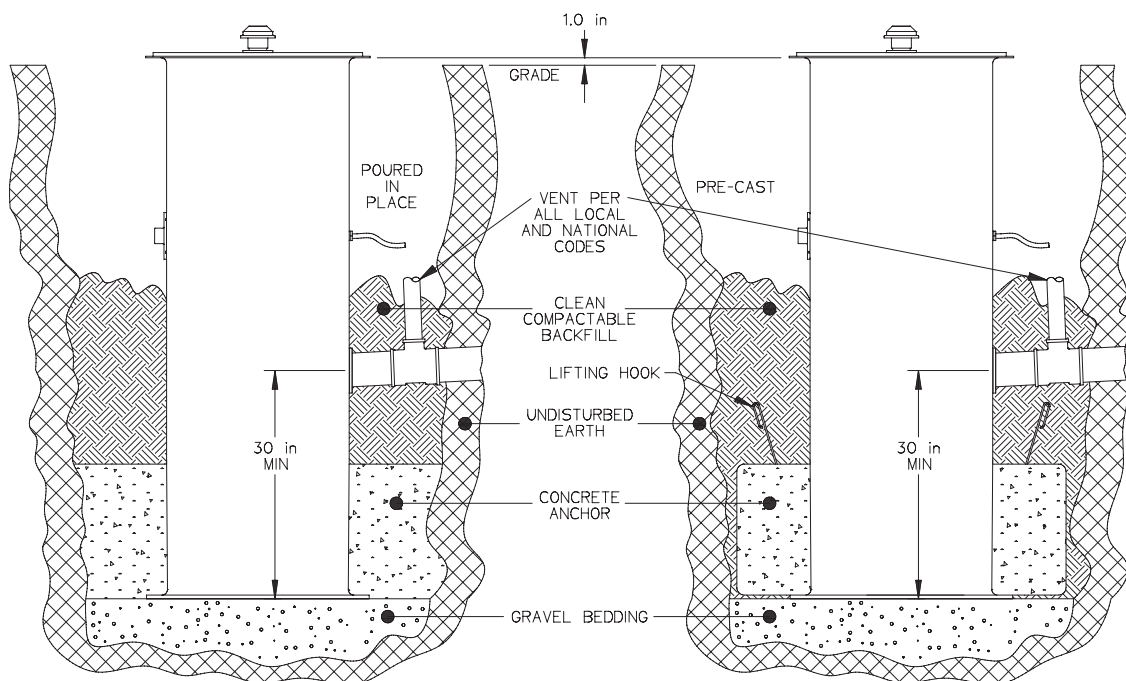 1.0 in
GRADE
POURED
IN
PLACE
PRE-CAST
VENT PER
ALL LOCAL
AND NATIONAL
CODES
CLEAN
COMPACTABLE
BACKFILL
LIFTING HOOK
UNDISTURBED
EARTH
30 in
MIN
30 in
MIN
CONCRETE
ANCHOR
GRAVEL BEDDING